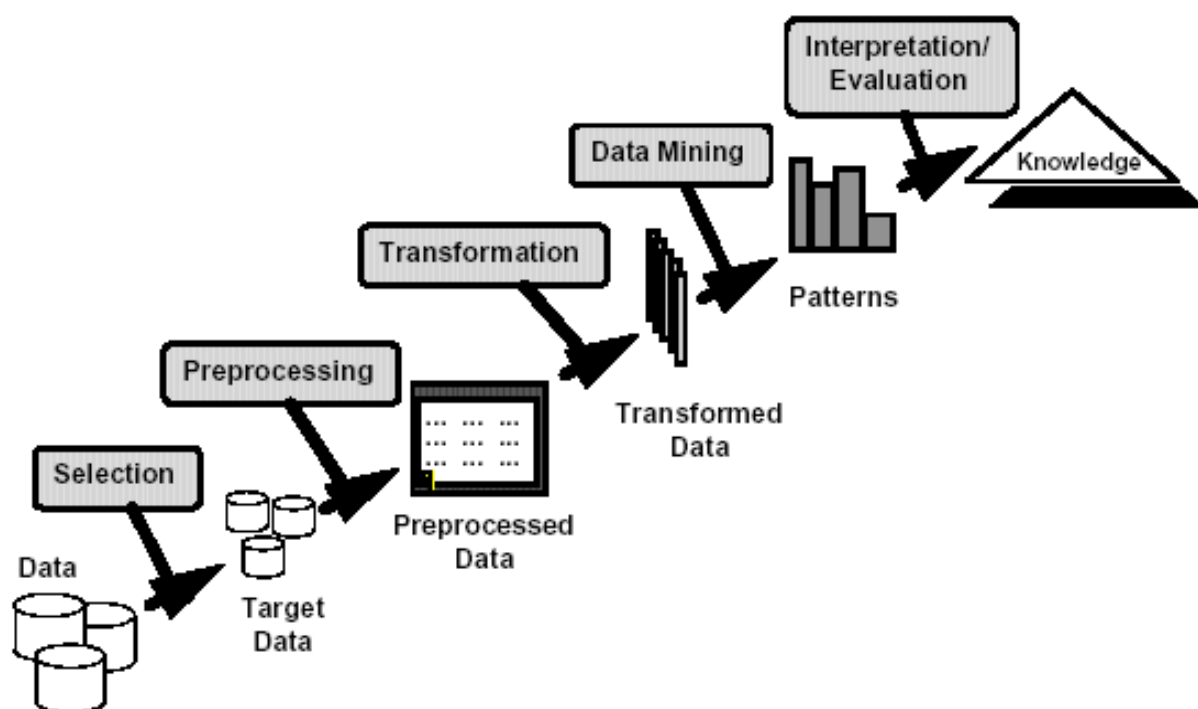 Interpretation/
Evaluation
Knowledge
Data Mining
Patterns
Transformation
Transformed
Data
Preprocessing
Preprocessed
Data
Selection
Target
Data
Data